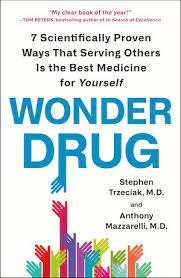 "My clear book of the year!"
—TOM PETERS, bestselling author of In Search of Excellence
7 Scientifically Proven
Ways That Serving Others
Is the Best Medicine
for Yourself
WONDER
DRUG
Stephen
Trzeciak, M.D.
and
Anthony
Mazzarelli, M.D.